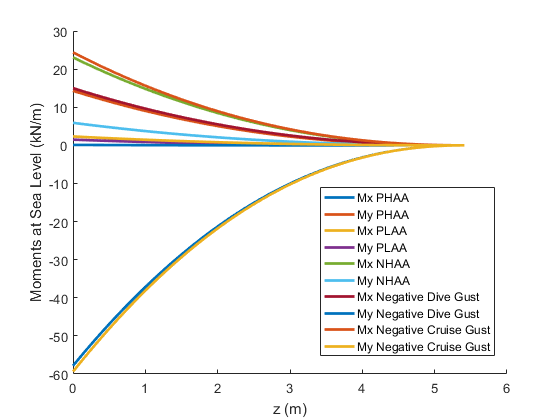 30
20
10
0
-10
-20
-30
-40
-50
-60
Moments at Sea Level (kN/m)
0 1 2 3 4 5 6
z (m)
Mx PHAA
My PHAA
Mx PLAA
My PLAA
Mx NHAA
My NHAA
Mx Negative Dive Gust
My Negative Dive Gust
Mx Negative Cruise Gust
My Negative Cruise Gust